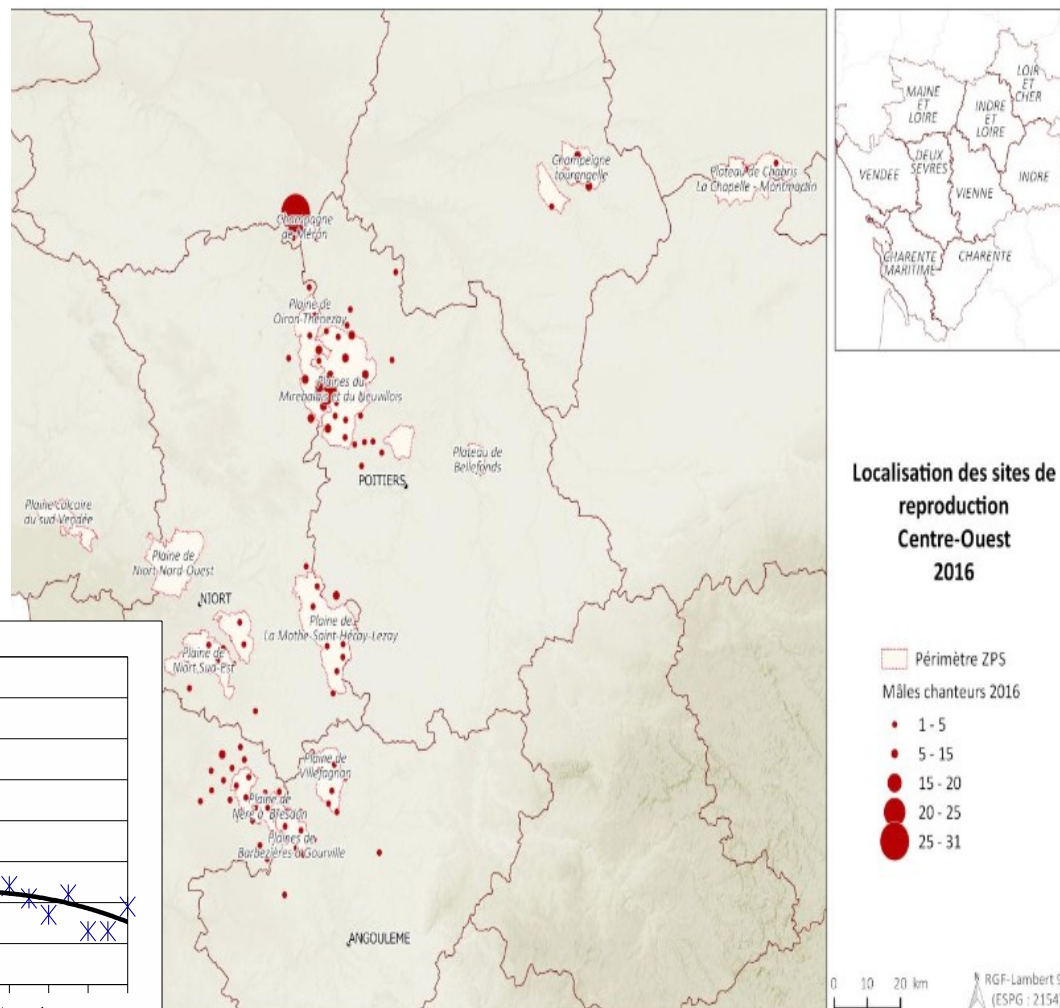 Champagne
de Méron
Champeigne
tourangelle
Plateau de Chabris
La Chapelle - Montmartin
Plaine de
Oiron-Thénezay
Plaines du
Mirebalais et du Neuvillois
Plateau de
Bellefonds
POITIERS
Plaine calcaire
du sud Vendée
Plaine de
Niort Nord-Ouest
NIORT
Plaine de
La Mothe-Saint-Héray-Lezay
Plaine de
Niort Sud-Est
Plaine de
Villefagnan
Plaine de
Néré à Bresdon
Plaines de
Barbezières à Gourville
ANGOULEME
LOIR
ET
CHER
MAINE
ET
LOIRE
INDRE
ET
LOIRE
DEUX
SEVRES
VENDEE
VIENNE
INDRE
CHARENTE
MARITIME
CHARENTE
Localisation des sites de
reproduction
Centre-Ouest
2016
Périmètre ZPS
Mâles chanteurs 2016
1 - 5
5 - 15
15 - 20
20 - 25
25 - 31
0 10 20 km
N
RGF-Lambert 9
(ESPG : 2154